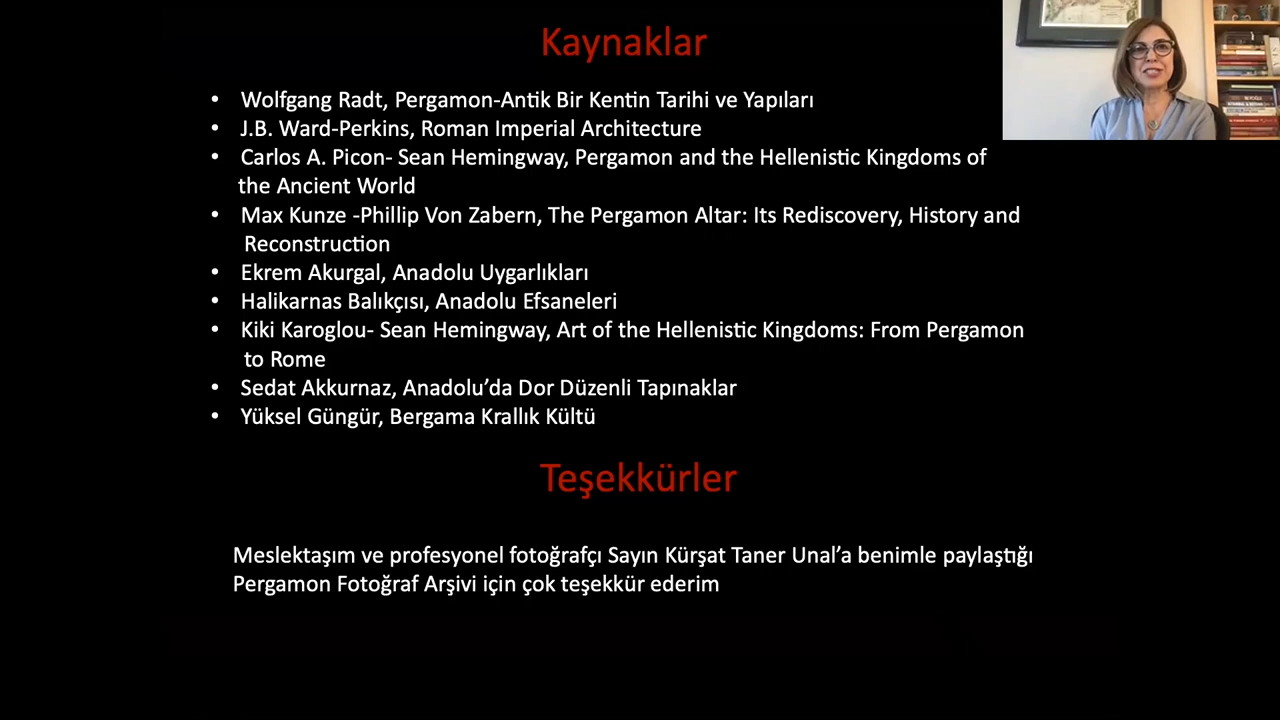 Kaynaklar
• Wolfgang Radt, Pergamon-Antik Bir Kentin Tarihi ve Yapıları
• J.B. Ward-Perkins, Roman Imperial Architecture
• Carlos A. Picon- Sean Hemingway, Pergamon and the Hellenistic Kingdoms of
the Ancient World
• Max Kunze -Phillip Von Zabern, The Pergamon Altar: Its Rediscovery, History and
Reconstruction
• Ekrem Akurgal, Anadolu Uygarlıkları
• Halikarnas Balıkçısı, Anadolu Efsaneleri
• Kiki Karoglou- Sean Hemingway, Art of the Hellenistic Kingdoms: From Pergamon
to Rome
• Sedat Akkurnaz, Anadolu’da Dor Düzenli Tapınaklar
• Yüksel Güngür, Bergama Krallık Kültü
Teşekkürler
Meslektaşım ve profesyonel fotoğrafçı Sayın Kürşat Taner Unal’a benimle paylaştığı
Pergamon Fotoğraf Arşivi için çok teşekkür ederim